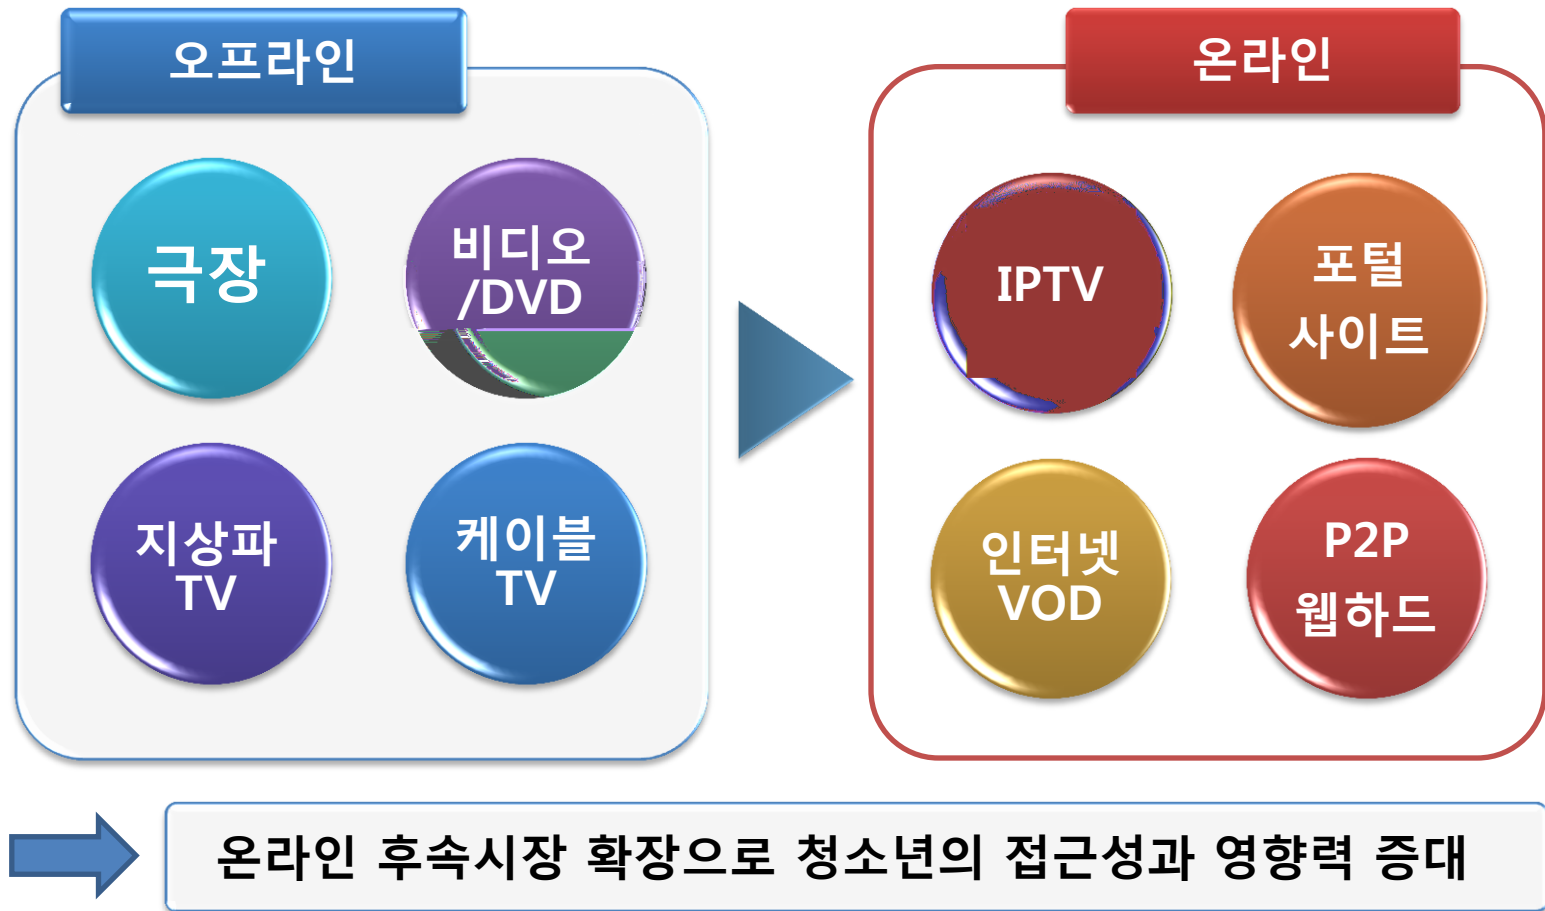 오프라인
극장
비디오
/DVD
지상파
TV
케이블
TV
온라인
IPTV
포털
사이트
인터넷
VOD
P2P
웹하드
온라인 후속시장 확장으로 청소년의 접근성과 영향력 증대